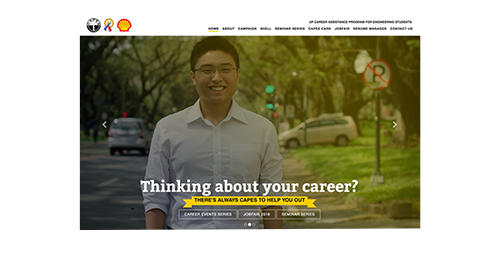 UP CAREER ASSISTANCE PROGRAM FOR ENGINEERING STUDENTS
HOME ABOUT CAMPAIGN SHELL SEMINAR SERIES CAPES CARD JOBFAIR RESUME MANAGER CONTACT US
Thinking about your career?
THERE'S ALWAYS CAPES TO HELP YOU OUT
CAREER EVENTS SERIES JOBFAIR 2016 SEMINAR SERIES